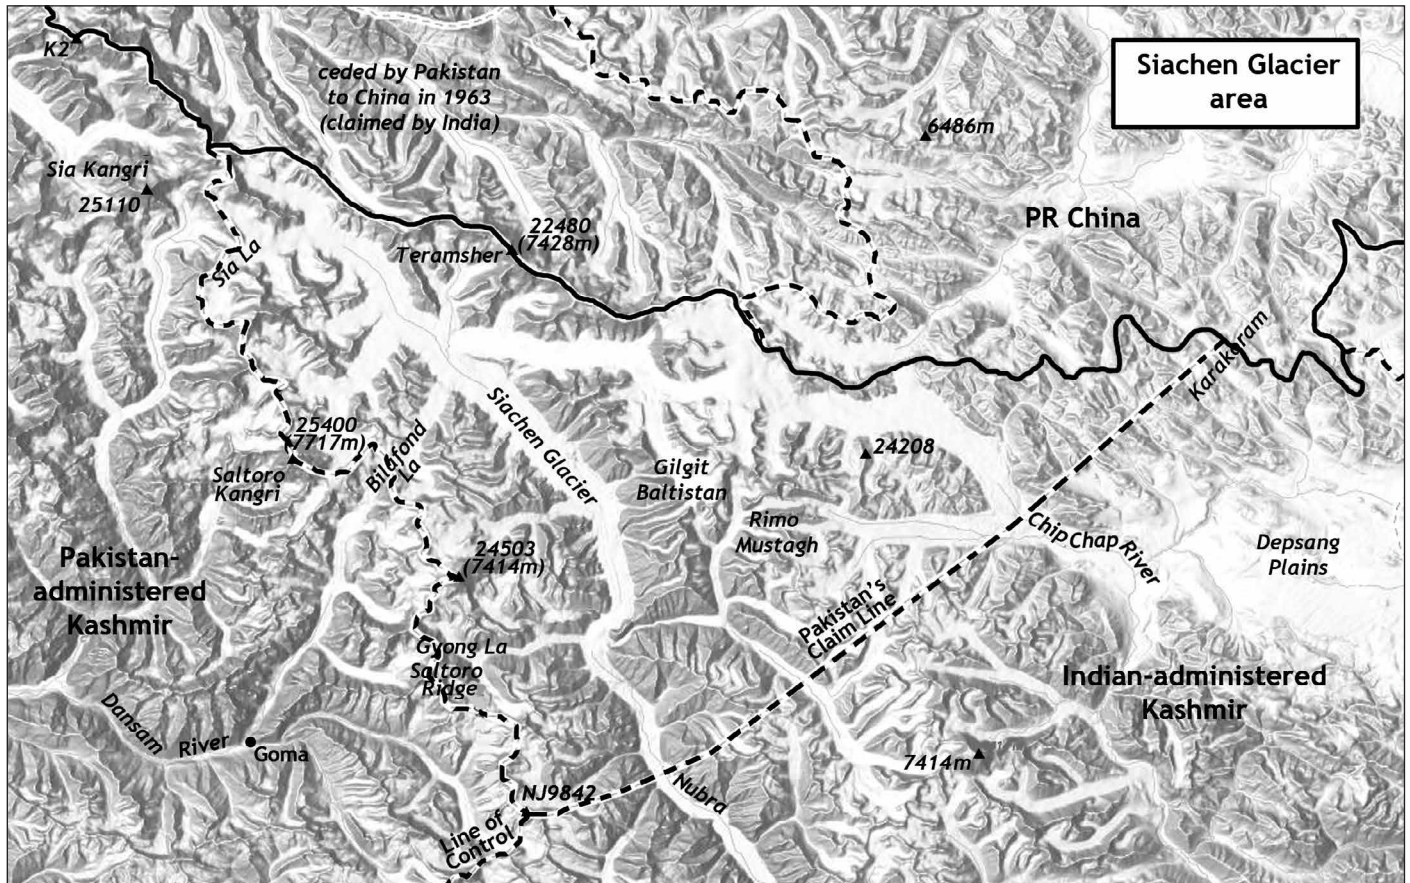 K2
ceded by Pakistan
to China in 1963
(claimed by India)
Siachen Glacier
area
6486m
Sia Kangri
25110
PR China
22480
(7428m)
Teramsher
Sia La
Karakoram
Siachen Glacier
25400
(7717m)
Bilafond
La
Saltoro
Kangri
24208
Gilgit
Baltistan
Rimo
Mustagh
Chip Chap River
Depsang
Plains
24503
(7414m)
Pakistan-
administered
Kashmir
Pakistan's
Claim Line
Gyong La
Saltoro
Ridge
Indian-administered
Kashmir
Dansam
River
Goma
7414m
NJ9842
Nubra
Line of
Control